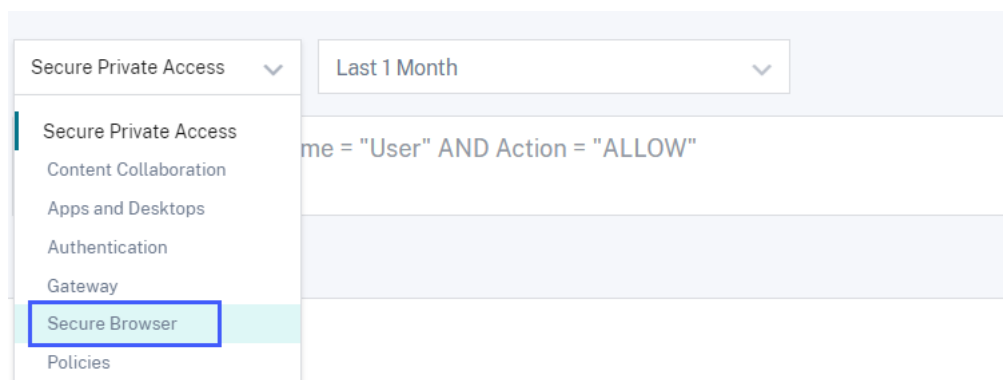 Secure Private Access
Last 1 Month
Secure Private Access
me = "User" AND Action = "ALLOW"
Content Collaboration
Apps and Desktops
Authentication
Gateway
Secure Browser
Policies